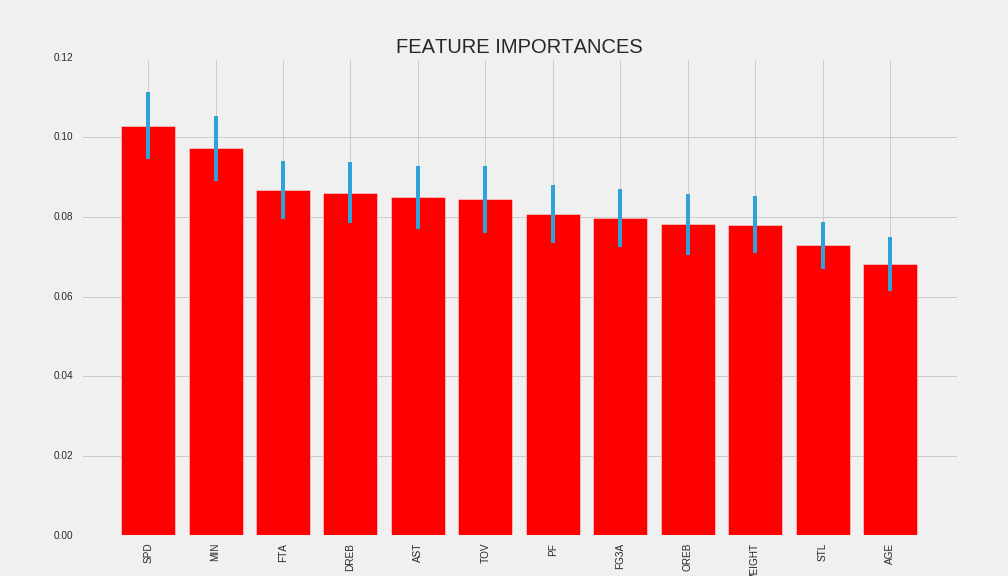 FEATURE IMPORTANCES
0.12
0.10
0.08
0.06
0.04
0.02
0.00
SPD
MIN
FTA
DREB
AST
TOV
PF
FG3A
OREB
STL
AGE